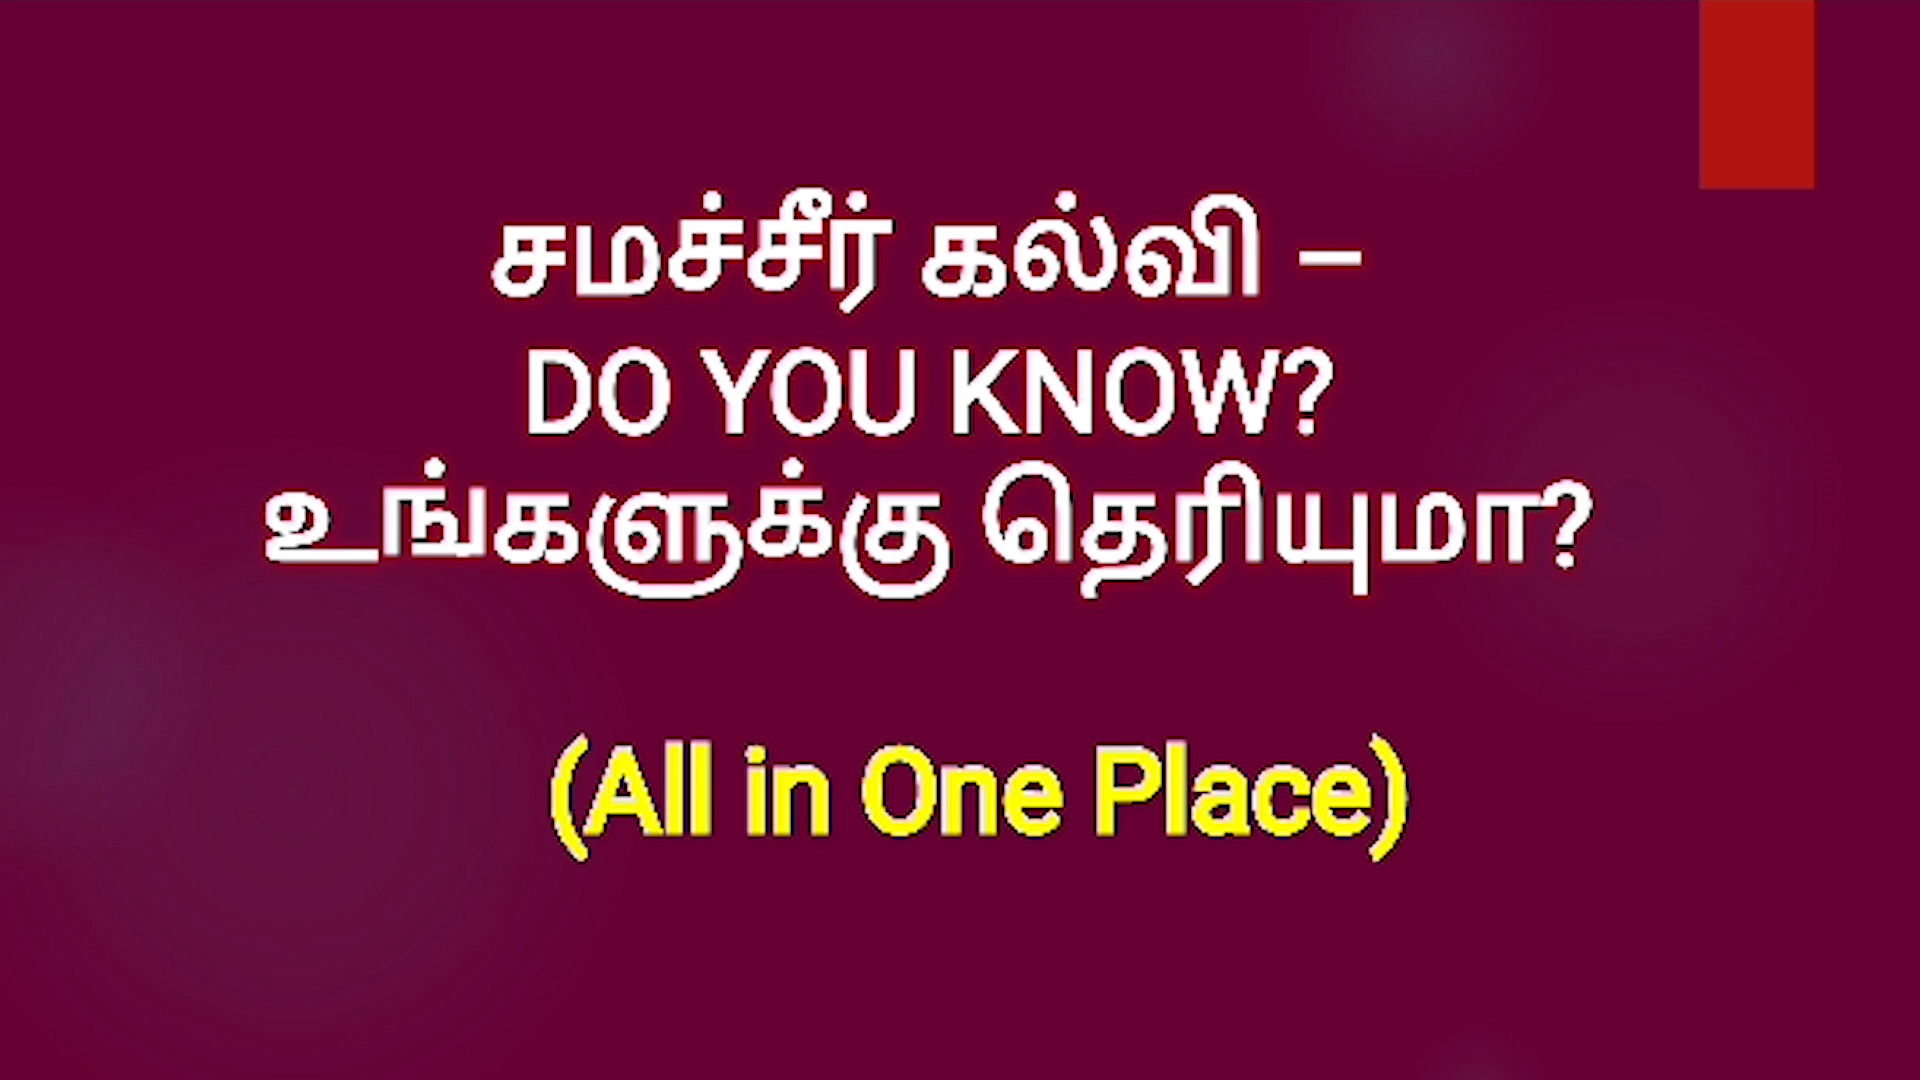 சமச்சீர் கல்வி –
DO YOU KNOW?
உங்களுக்கு தெரியுமா?
(All in One Place)